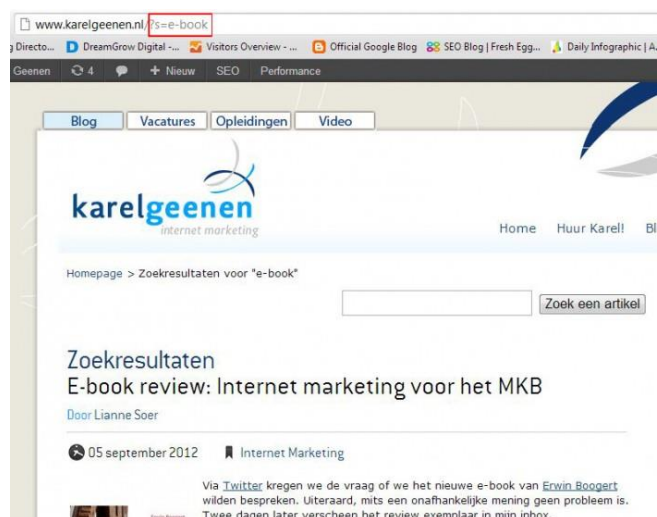 www.karelgeenen.nl/?s=e-book
g Directo... DreamGrow Digital -... Visitors Overview - ... Official Google Blog SEO Blog | Fresh Egg... Daily Infographic | A.
Geenen 4 + Nieuw SEO Performance
Blog Vacatures Opleidingen Video
karelgeenen
internet marketing
Home Huur Karel! Bl
Homepage > Zoekresultaten voor "e-book"
Zoek een artikel
Zoekresultaten
E-book review: Internet marketing voor het MKB
Door Lianne Soer
05 september 2012 Internet Marketing
Via Twitter kregen we de vraag of we het nieuwe e-book van Erwin Boogert
wilden bespreken. Uiteraard, mits een onafhankelijke mening geen probleem is.
Twee dagen later verscheen het review exemplaar in mijn inbox.